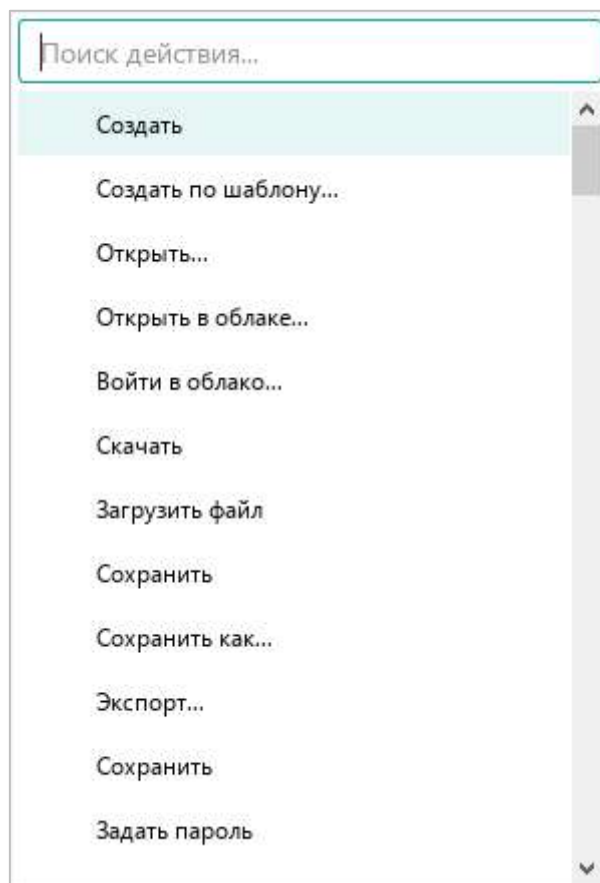 Поиск действия...
Создать
Создать по шаблону...
Открыть...
Открыть в облаке...
Войти в облако...
Скачать
Загрузить файл
Сохранить
Сохранить как...
Экспорт...
Сохранить
Задать пароль